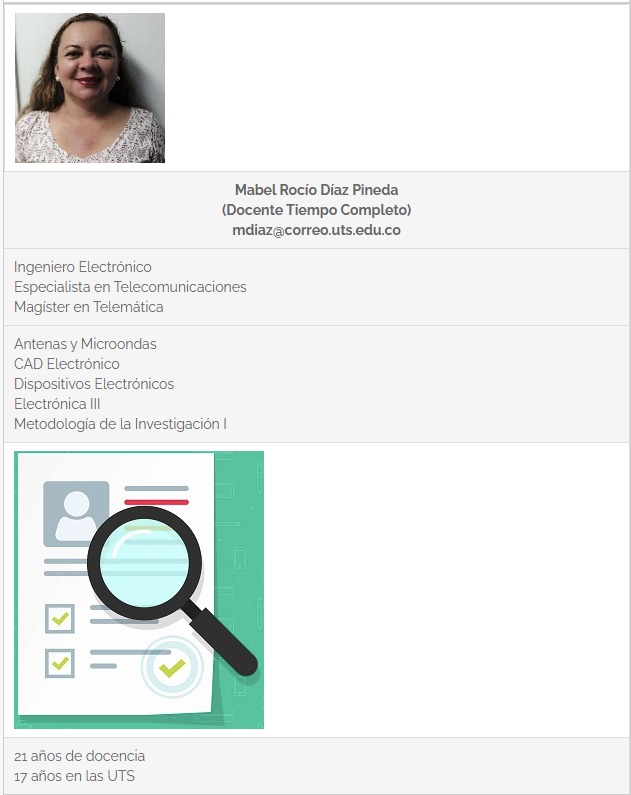 Mabel Rocío Díaz Pineda
(Docente Tiempo Completo)
mdiaz@correo.uts.edu.co
Ingeniero Electrónico
Especialista en Telecomunicaciones
Magíster en Telemática
Antenas y Microondas
CAD Electrónico
Dispositivos Electrónicos
Electrónica III
Metodología de la Investigación I
21 años de docencia
17 años en las UTS